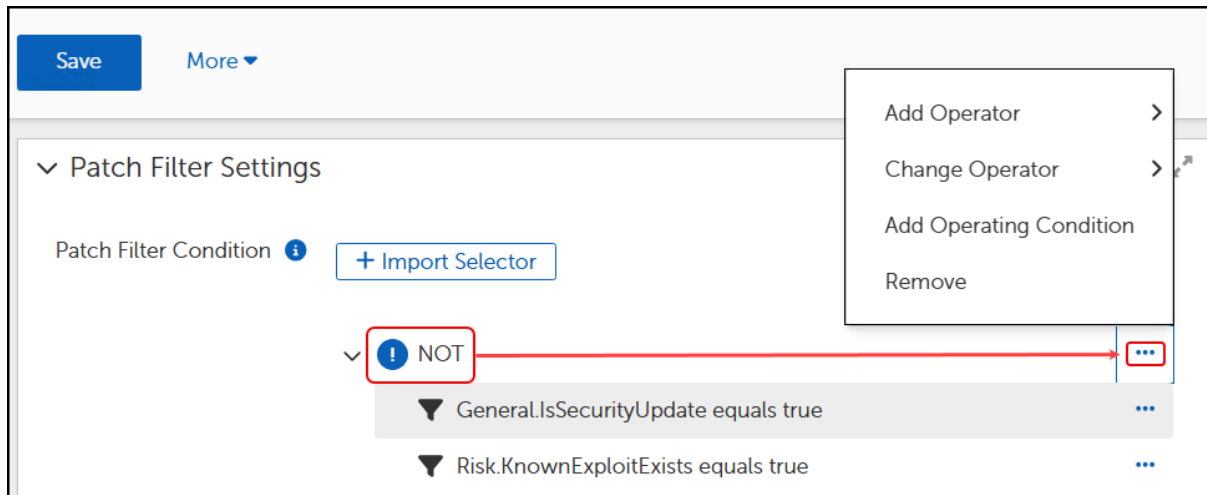 Save
More
Add Operator
Change Operator
Add Operating Condition
Remove
Patch Filter Settings
Patch Filter Condition
+ Import Selector
NOT
General.IsSecurityUpdate equals true
Risk.KnownExploitExists equals true